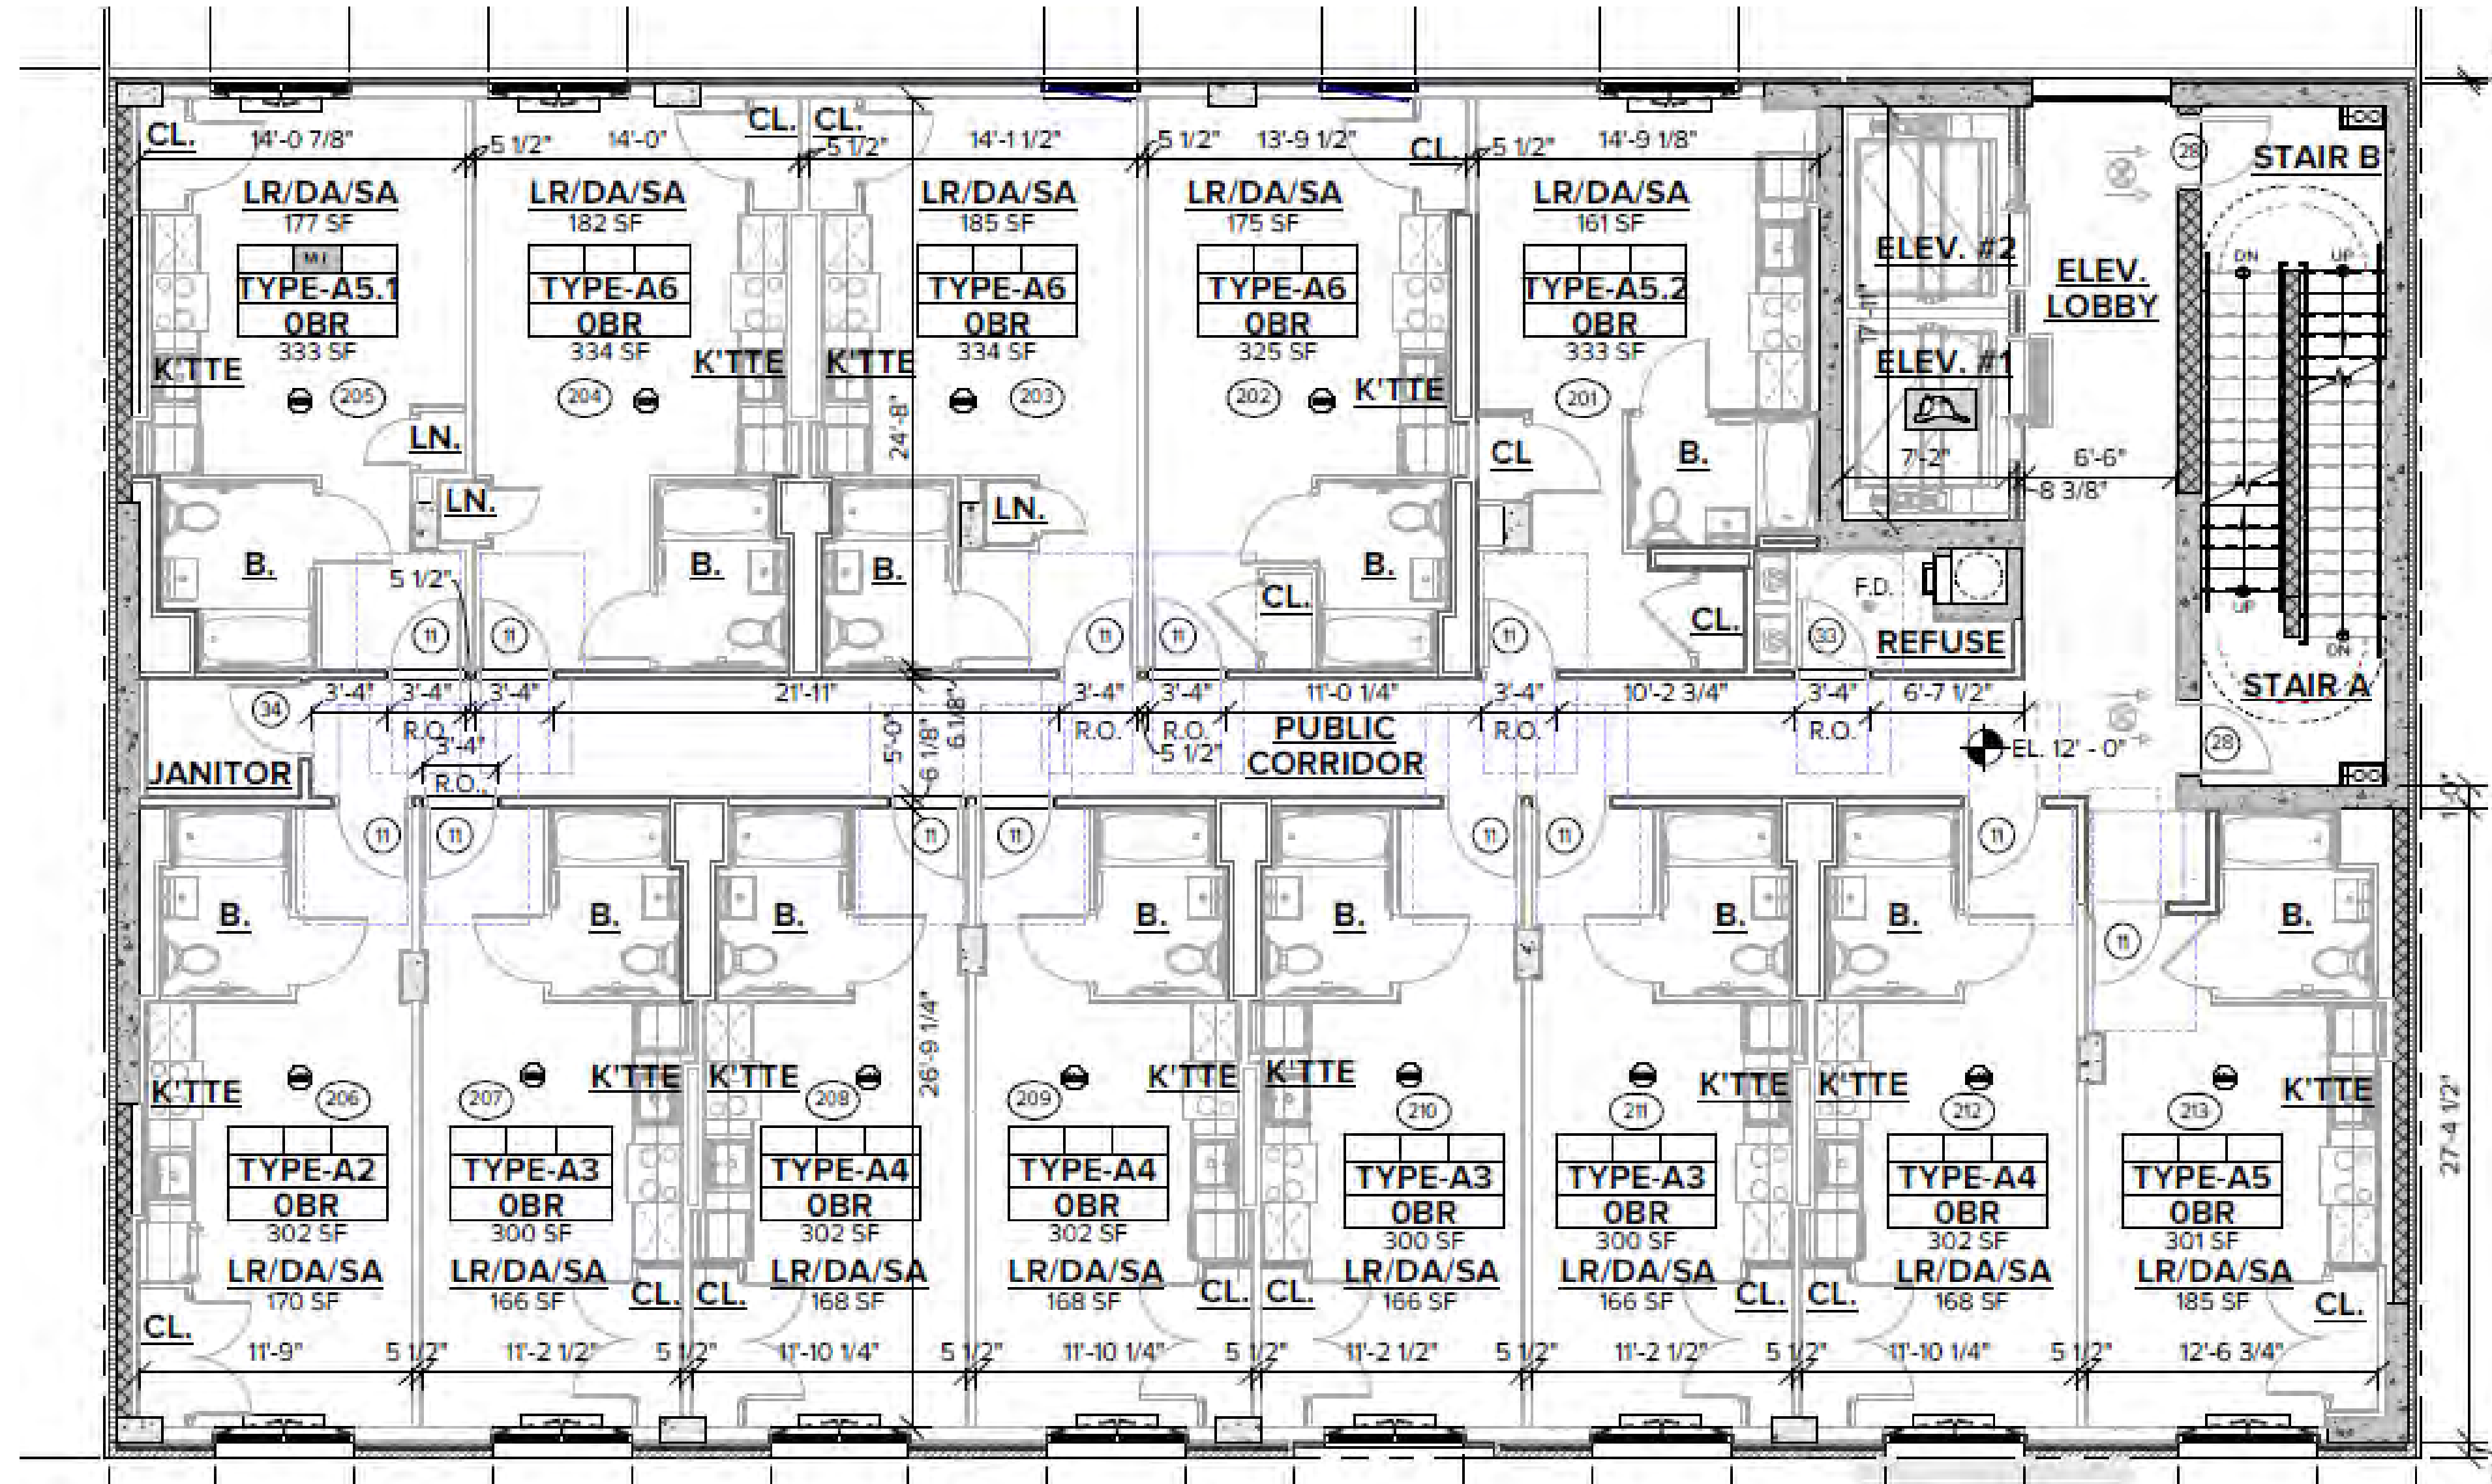 CL.
14'-0 7/8"
5 1/2"
14'-0"
CL.
CL.
5 1/2"
14'-1 1/2"
5 1/2"
13'-9 1/2"
CL.
5 1/2"
14'-9 1/8"
28
STAIR B
LR/DA/SA
177 SF
M.I.
TYPE-A5.1
0BR
333 SF
K'TTE
205
LN.
LR/DA/SA
182 SF
TYPE-A6
0BR
334 SF
K'TTE
204
LR/DA/SA
185 SF
TYPE-A6
0BR
334 SF
K'TTE
203
24'-8"
LR/DA/SA
175 SF
TYPE-A6
0BR
325 SF
K'TTE
202
LR/DA/SA
161 SF
TYPE-A5.2
0BR
333 SF
201
ELEV. #2
17'-11"
ELEV. #1
ELEV.
LOBBY
DN
UP
7'-2"
6'-6"
8 3/8"
CL
B.
LN.
LN.
B.
5 1/2"
B.
B.
CL.
B.
CL.
F.D.
REFUSE
UP
DN
STAIR A
11
11
11
11
11
33
34
3'-4"
3'-4"
3'-4"
21'-11"
3'-4"
3'-4"
11'-0 1/4"
3'-4"
10'-2 3/4"
3'-4"
6'-7 1/2"
R.O.
3'-4"
R.O.
R.O.
R.O.
5 1/2"
R.O.
R.O.
5'-0"
6 1/8"
6 1/8"
PUBLIC
CORRIDOR
EL. 12' - 0"
28
JANITOR
1'-0"
11
11
11
11
11
11
11
11
B.
B.
B.
B.
B.
B.
B.
B.
26'-9 1/4"
27'-4 1/2"
K'TTE
206
TYPE-A2
0BR
302 SF
LR/DA/SA
170 SF
CL.
207
K'TTE
TYPE-A3
0BR
300 SF
LR/DA/SA
166 SF
CL.
K'TTE
208
TYPE-A4
0BR
302 SF
LR/DA/SA
168 SF
CL.
209
K'TTE
TYPE-A4
0BR
302 SF
LR/DA/SA
168 SF
CL.
K'TTE
210
TYPE-A3
0BR
300 SF
LR/DA/SA
166 SF
CL.
211
K'TTE
TYPE-A3
0BR
300 SF
LR/DA/SA
166 SF
CL.
K'TTE
212
TYPE-A4
0BR
302 SF
LR/DA/SA
168 SF
CL.
213
K'TTE
TYPE-A5
0BR
301 SF
LR/DA/SA
185 SF
CL.
11'-9"
5 1/2"
11'-2 1/2"
5 1/2"
11'-10 1/4"
5 1/2"
11'-10 1/4"
5 1/2"
11'-2 1/2"
5 1/2"
11'-2 1/2"
5 1/2"
11'-10 1/4"
5 1/2"
12'-6 3/4"